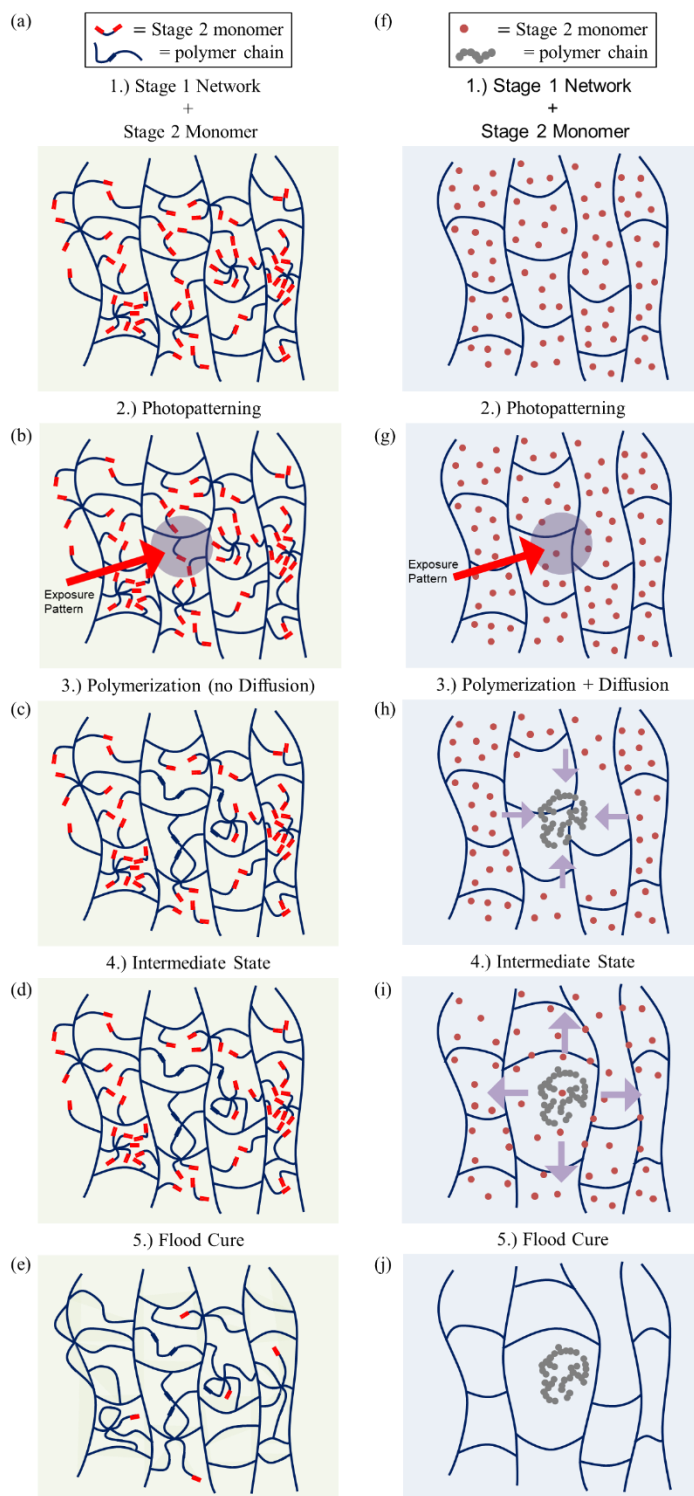 (a)
= Stage 2 monomer
= polymer chain
1.) Stage 1 Network
+
Stage 2 Monomer
(b)
2.) Photopatterning
Exposure
Pattern
(c)
3.) Polymerization (no Diffusion)
(d)
4.) Intermediate State
(e)
5.) Flood Cure
(f)
= Stage 2 monomer
= polymer chain
1.) Stage 1 Network
+
Stage 2 Monomer
(g)
2.) Photopatterning
Exposure
Pattern
(h)
3.) Polymerization + Diffusion
(i)
4.) Intermediate State
(j)
5.) Flood Cure